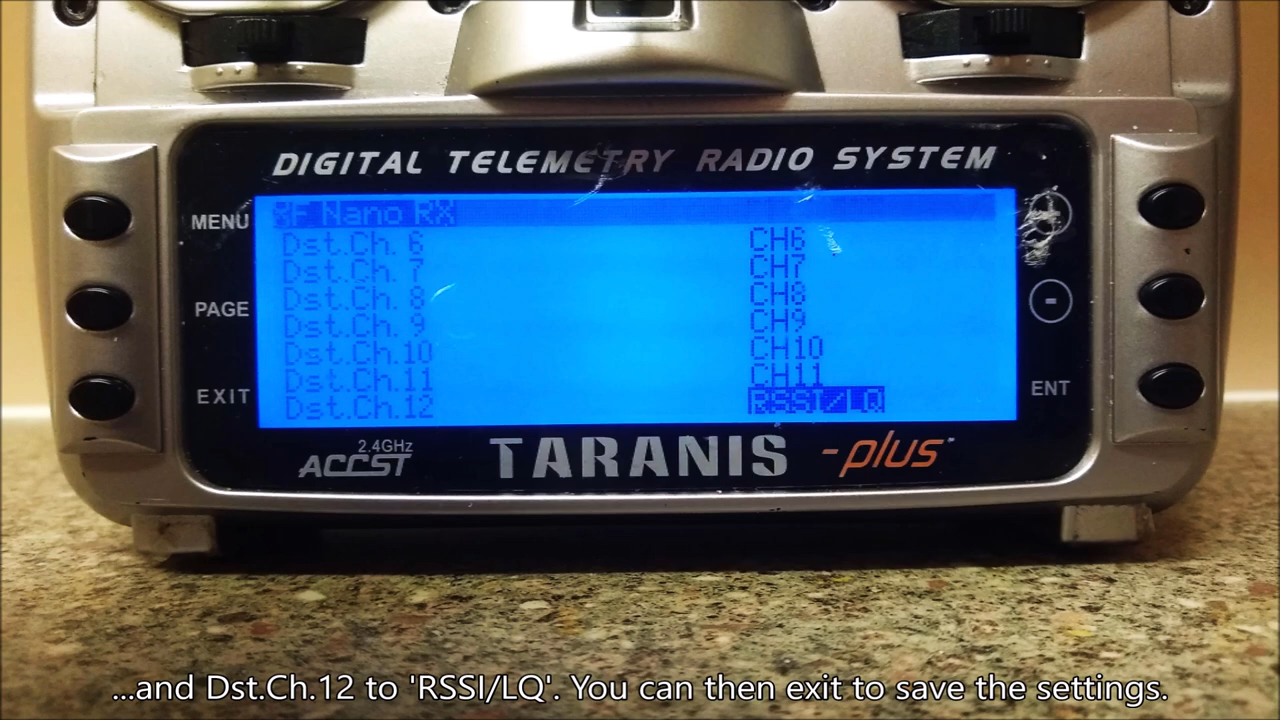 DIGITAL TELEMETRY RADIO SYSTEM
MENU
XF Nano RX
Dst.Ch. 6 CH6
Dst.Ch. 7 CH7
PAGE
Dst.Ch. 8 CH8
Dst.Ch. 9 CH9
-
Dst.Ch.10 CH10
Dst.Ch.11 CH11
EXIT
Dst.Ch.12 RSSI/LQ
ENT
2.4GHz
ACCST
TARANIS -plus™
...and Dst.Ch.12 to 'RSSI/LQ'. You can then exit to save the settings.